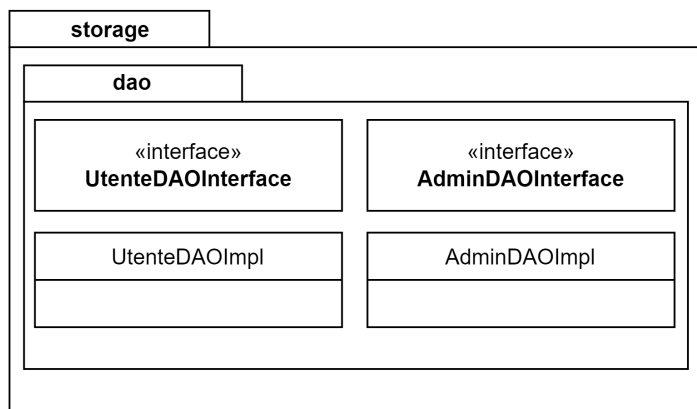 storage
dao
«interface»
UtenteDAOInterface
«interface»
AdminDAOInterface
UtenteDAOImpl
AdminDAOImpl